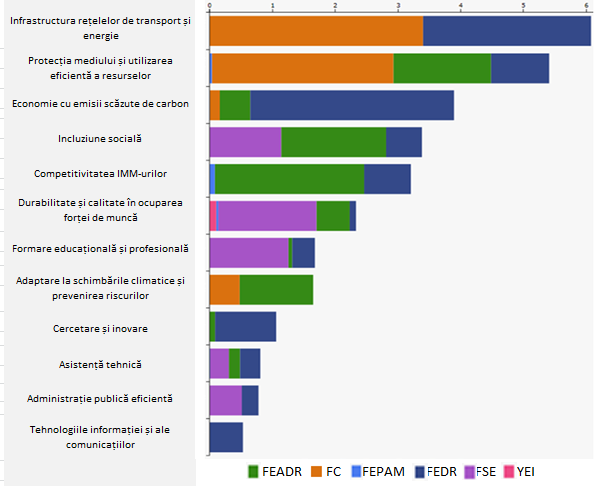 0 1 2 3 4 5 6
Infrastructura rețelelor de transport și
energie
Protecția mediului și utilizarea
eficientă a resurselor
Economie cu emisii scăzute de carbon
Incluziune socială
Competitivitatea IMM-urilor
Durabilitate și calitate în ocuparea
forței de muncă
Formare educațională și profesională
Adaptare la schimbările climatice și
prevenirea riscurilor
Cercetare și inovare
Asistență tehnică
Administrație publică eficientă
Tehnologiile informației și ale
comunicațiilor
FEADR FC FEPAM FEDR FSE YEI